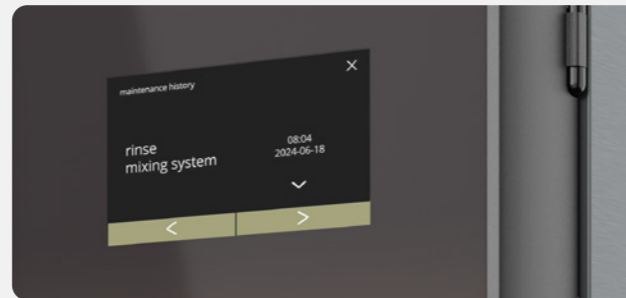 maintenance history
rinse
mixing system
08:04
2024-06-18